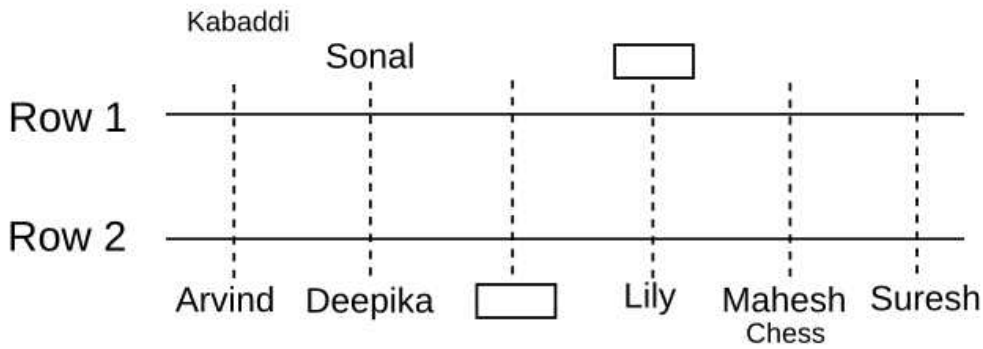 Kabaddi
Sonal
Row 1
Row 2
Arvind Deepika Lily Mahesh Suresh
Chess